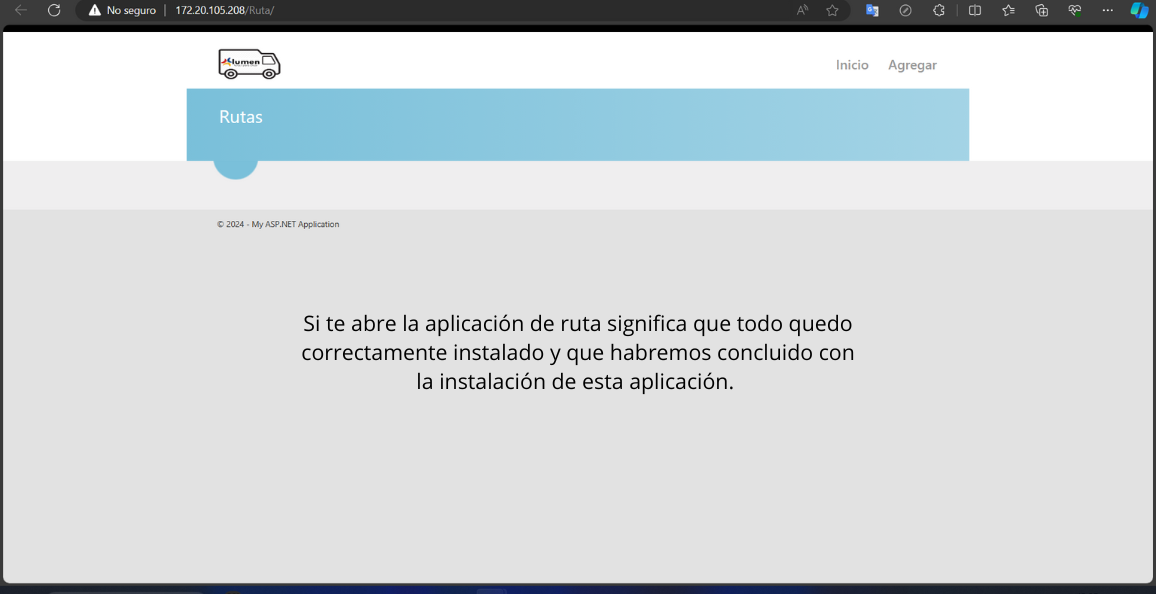 No seguro | 172.20.105.208/Ruta/
lumen
Inicio Agregar
Rutas
© 2024 - My ASP.NET Application
Si te abre la aplicación de ruta significa que todo quedo
correctamente instalado y que habremos concluido con
la instalación de esta aplicación.